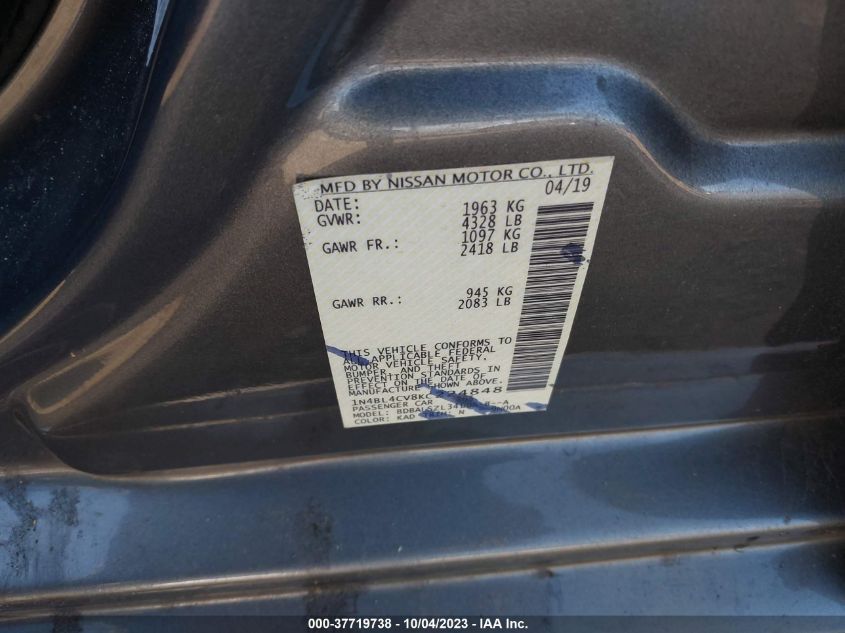 MFD BY NISSAN MOTOR CO., LTD.
DATE: 04/19
GVWR: 1963 KG
4328 LB
GAWR FR.: 1097 KG
2418 LB
GAWR RR.: 945 KG
2083 LB
THIS VEHICLE CONFORMS TO
ALL APPLICABLE FEDERAL
MOTOR VEHICLE SAFETY,
BUMPER, AND THEFT
PREVENTION STANDARDS IN
EFFECT ON THE DATE OF
MANUFACTURE SHOWN ABOVE.
1N4BL4CV8KC224848
PASSENGER CAR
MODEL:
COLOR: KAD TRIM: N
000-37719738 - 10/04/2023 - IAA Inc.